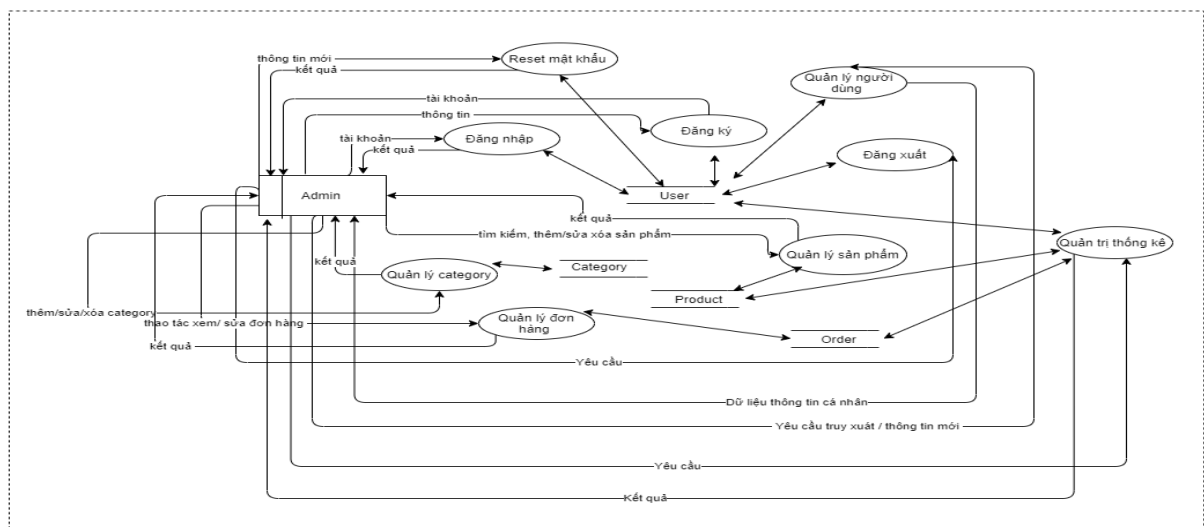 thông tin mới
Reset mật khẩu
kết quả
Quản lý người
dùng
tài khoản
thông tin
Đăng ký
tài khoản
Đăng nhập
kết quả
Đăng xuất
Admin
User
kết quả
tím kiếm, thêm/sửa xóa sản phẩm
Quản trị thống kê
kết quả
Quản lý category
Category
Quản lý sản phẩm
Product
thêm/sửa/xóa category
thao tác xem/ sửa đơn hàng
Quản lý đơn
hàng
kết quả
Order
Yêu cầu
Dữ liệu thông tin cá nhân
Yêu cầu truy xuất / thông tin mới
Yêu cầu
Kết quả